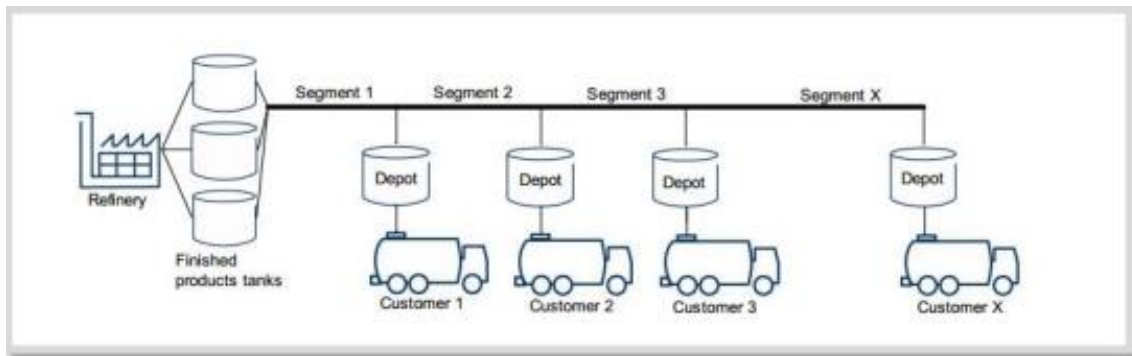 Segment 1
Segment 2
Segment 3
Segment X
Refinery
Depot
Depot
Depot
Depot
Finished
products tanks
Customer 1
Customer 2
Customer 3
Customer X